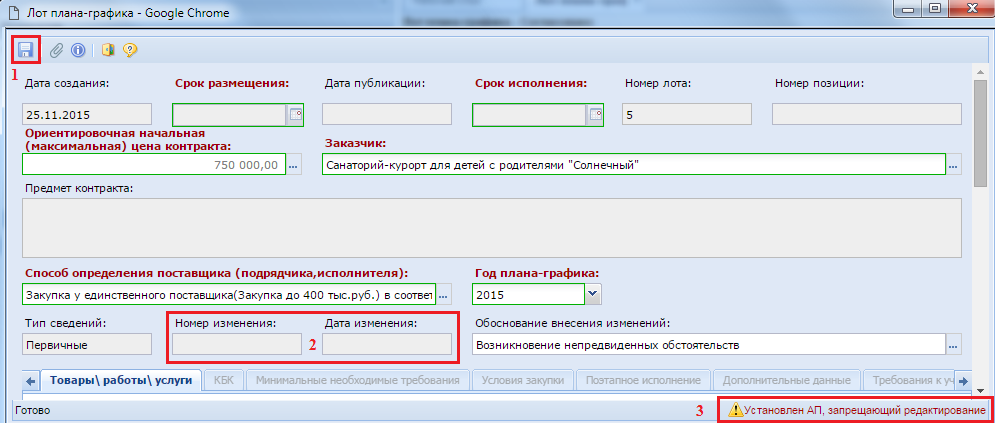 Лот плана-графика - Google Chrome
1
Дата создания: Срок размещения: Дата публикации: Срок исполнения: Номер лота: Номер позиции:
25.11.2015 5
Ориентировочная начальная
(максимальная) цена контракта: Заказчик:
750 000,00 ... Санаторий-курорт для детей с родителями "Солнечный" ...
Предмет контракта:
Способ определения поставщика (подрядчика,исполнителя): Год плана-графика:
Закупка у единственного поставщика(Закупка до 400 тыс.руб.) в соответ ... 2015
Тип сведений: Номер изменения: Дата изменения: Обоснование внесения изменений:
Первичные 2 Возникновение непредвиденных обстоятельств ...
Товары\ работы\ услуги КБК Минимальные необходимые требования Условия закупки Поэтапное исполнение Дополнительные данные Требования к уч
Готово 3 Установлен АП, запрещающий редактирование